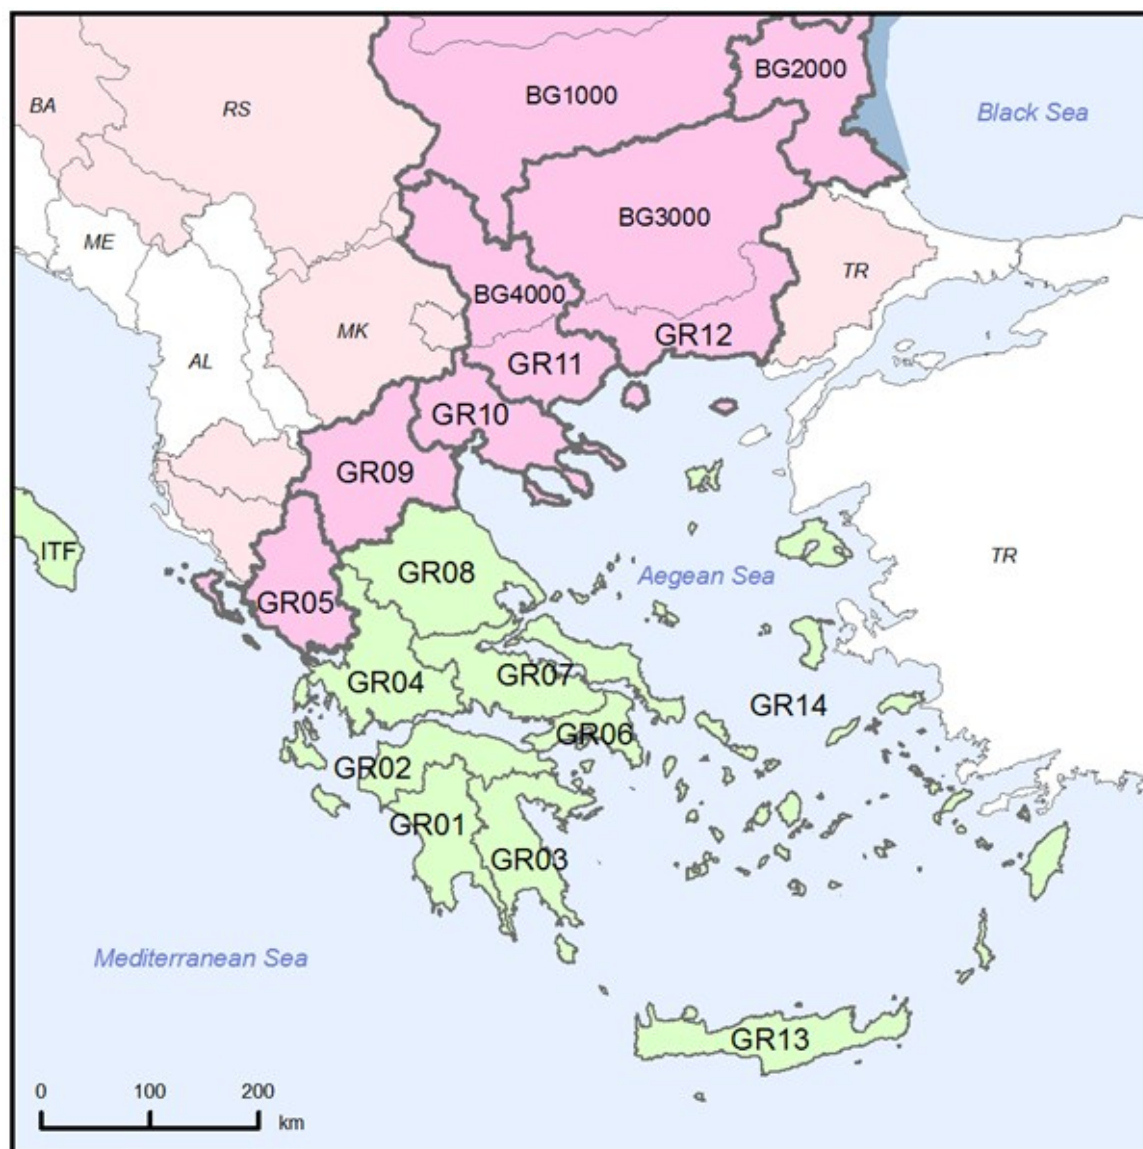 BG2000
BG1000
BA
RS
Black Sea
BG3000
ME
TR
BG4000
MK
GR12
AL
GR11
GR10
GR09
ITF
GR08
Aegean Sea
TR
GR05
GR07
GR04
GR14
GR06
GR02
GR01
GR03
Mediterranean Sea
GR13
0 100 200
km